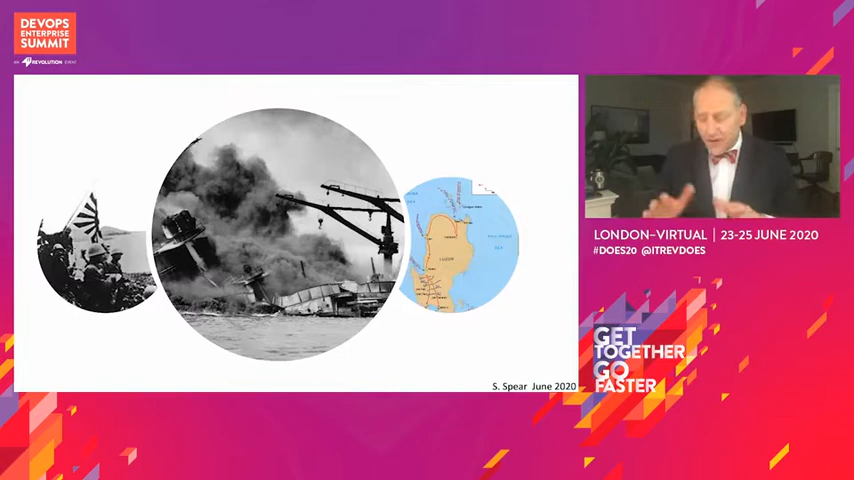 DEVOPS
ENTERPRISE
SUMMIT
AN IT REVOLUTION EVENT
LUZON
LONDON–VIRTUAL | 23-25 JUNE 2020
#DOES20 @ITREVDOES
GET
TOGETHER
GO
FASTER
S. Spear June 2020